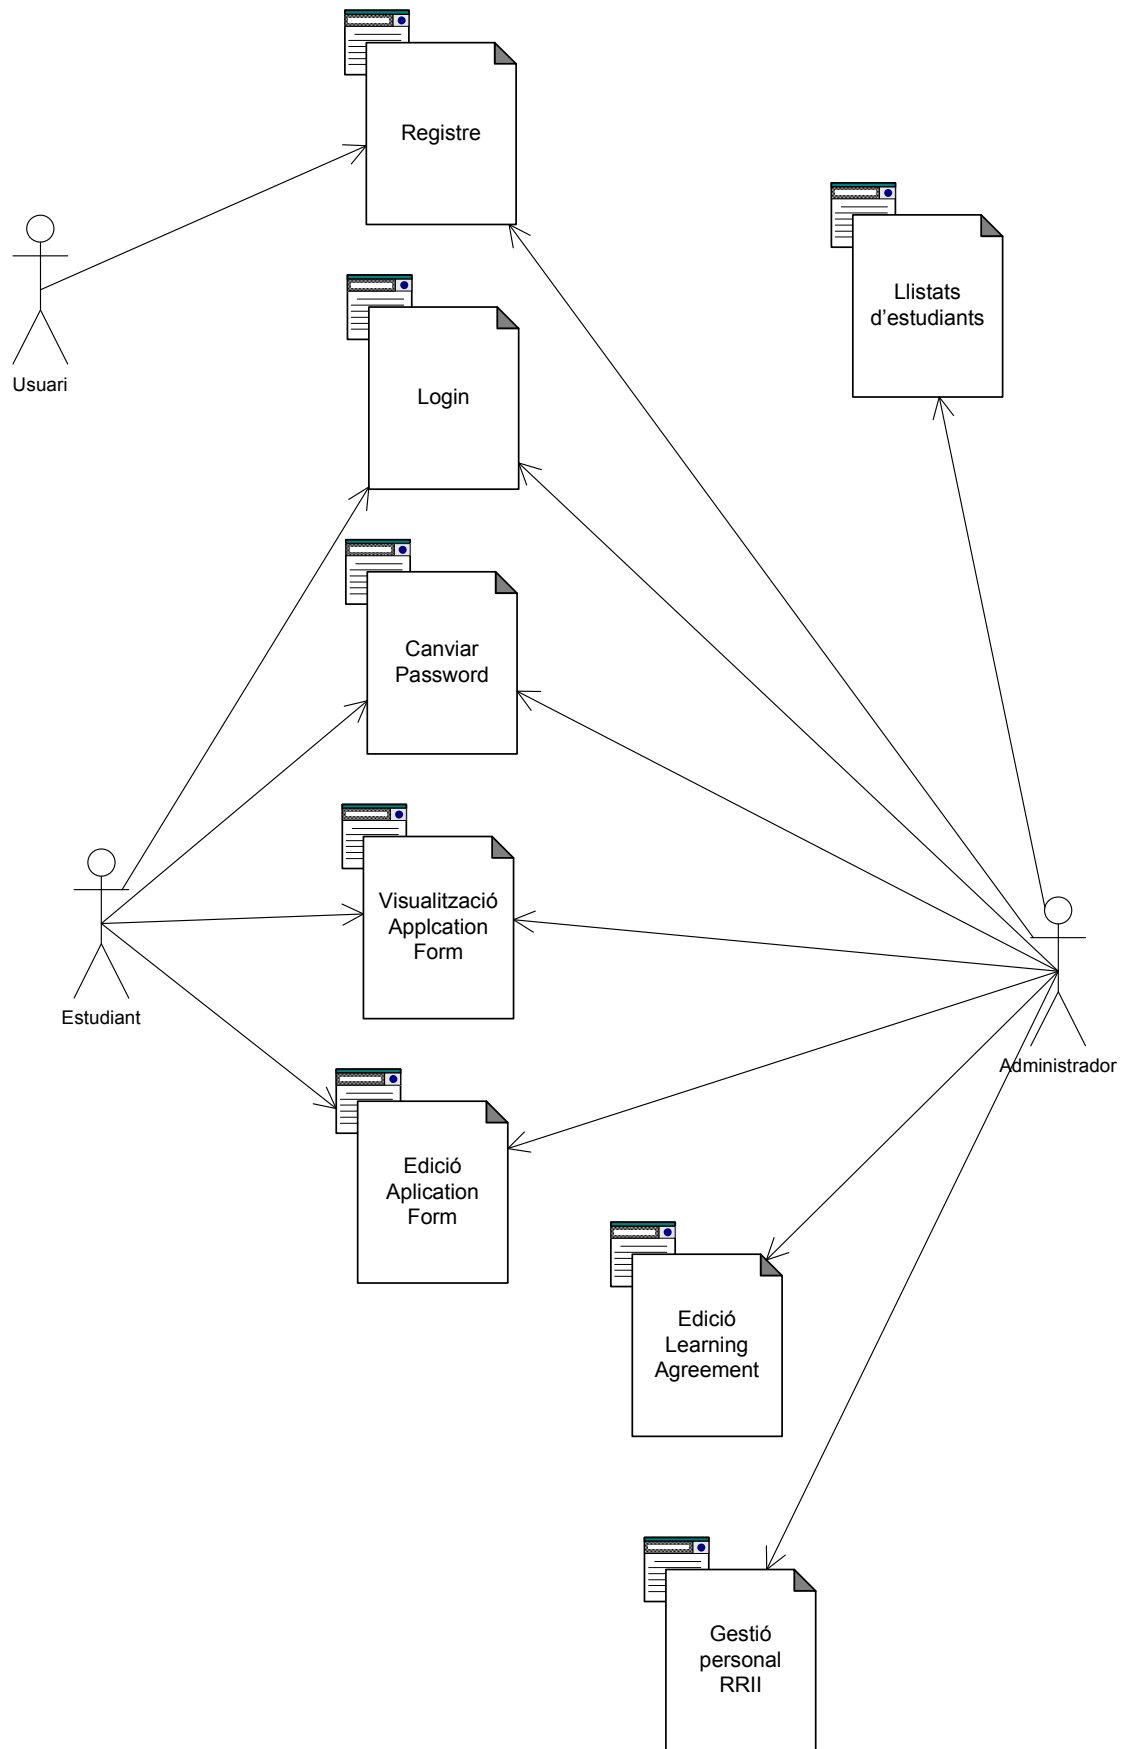 Registre
Llistats
d'estudiants
Usuari
Login
Canviar
Password
Visualització
Applcation
Form
Estudiant
Administrador
Edició
Aplication
Form
Edició
Learning
Agreement
Gestió
personal
RRII